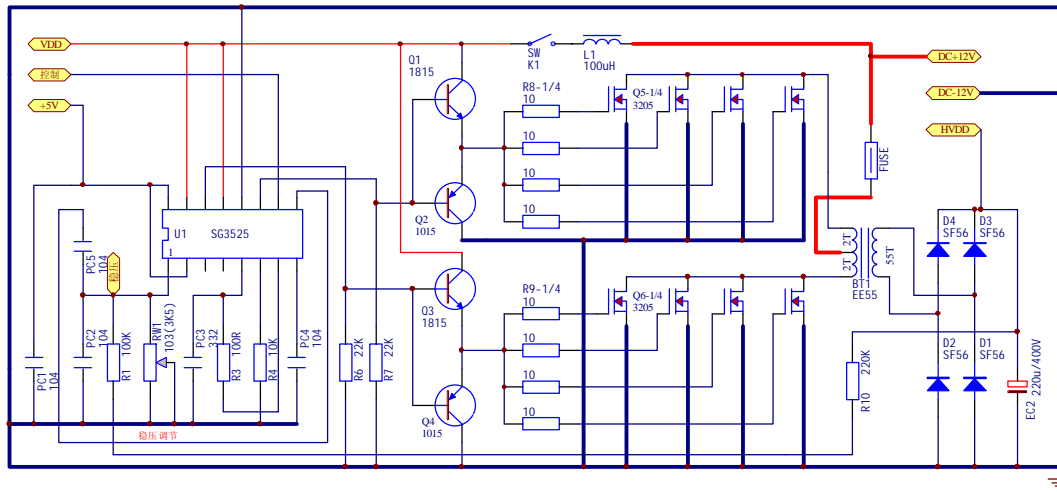 VDD
控制
+5V
U1
SG3525
1
PC5
104
稳压
PC1
104
PC2
104
R1
100K
RW1
103(3K5)
PC3
332
R3
100R
R4
10K
PC4
104
稳压调节
R6
22K
R7
22K
Q1
1815
Q2
1015
Q3
1815
Q4
1015
SW
K1
L1
100uH
R8-1/4
10
10
10
10
Q5-1/4
3205
R9-1/4
10
10
10
10
Q6-1/4
3205
DC+12V
DC-12V
HVDD
FUSE
2T
2T
55T
BT1
EE55
R10
220K
D4
SF56
D3
SF56
D2
SF56
D1
SF56
EC2
220u/400V